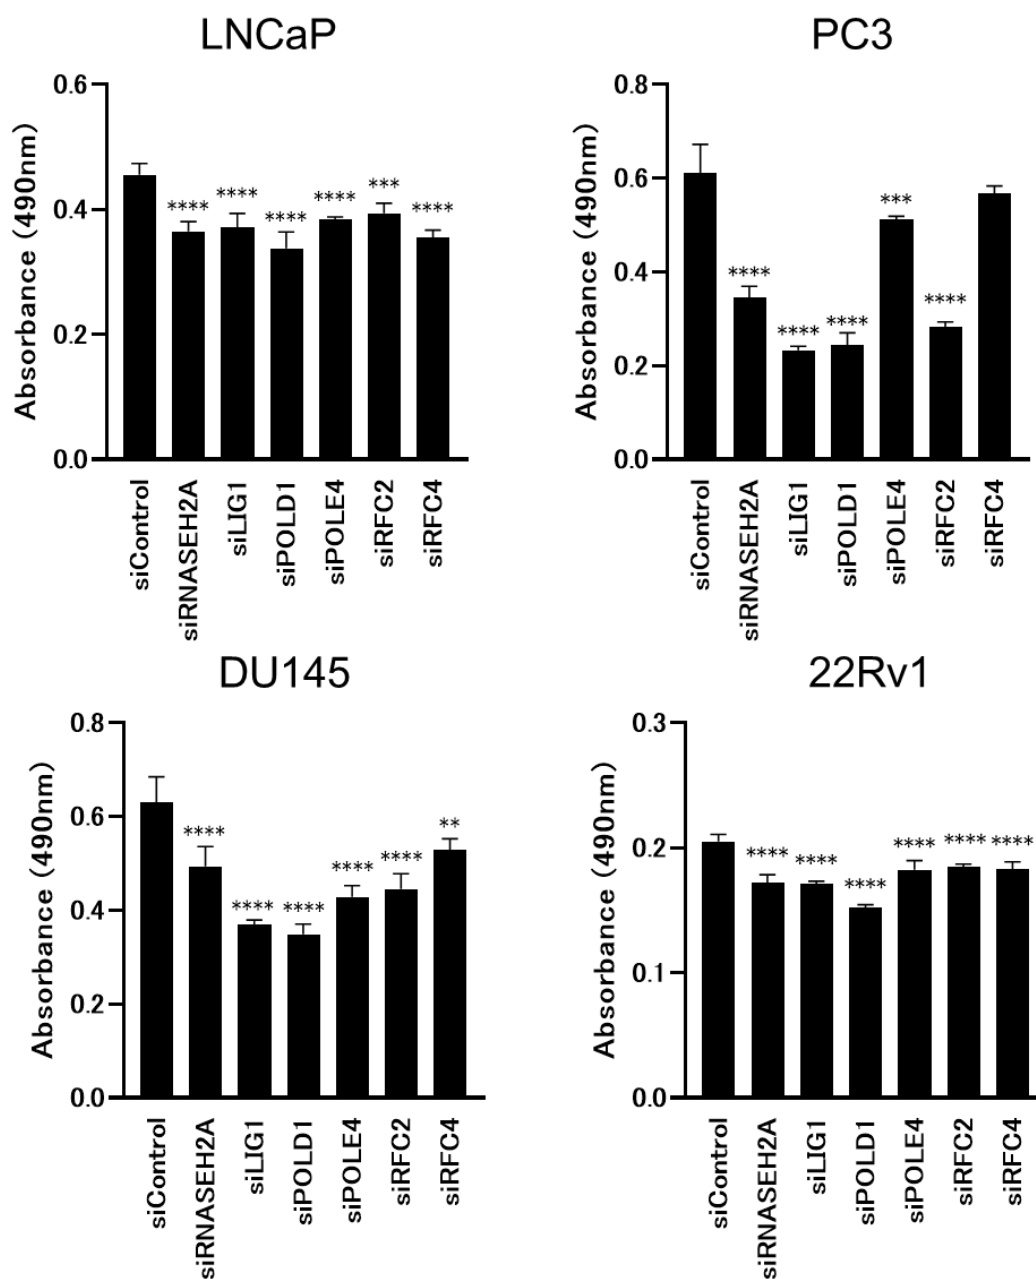 LNCaP
Absorbance (490nm)
0.6
0.4
0.2
0.0
****
****
****
****
***
****
siControl
siRNASEH2A
siLIG1
siPOLD1
siPOLE4
siRFC2
siRFC4
PC3
Absorbance (490nm)
0.8
0.6
0.4
0.2
0.0
****
****
****
***
****
siControl
siRNASEH2A
siLIG1
siPOLD1
siPOLE4
siRFC2
siRFC4
DU145
Absorbance (490nm)
0.8
0.6
0.4
0.2
0.0
****
****
****
****
****
**
siControl
siRNASEH2A
siLIG1
siPOLD1
siPOLE4
siRFC2
siRFC4
22Rv1
Absorbance (490nm)
0.3
0.2
0.1
0.0
****
****
****
****
****
****
siControl
siRNASEH2A
siLIG1
siPOLD1
siPOLE4
siRFC2
siRFC4